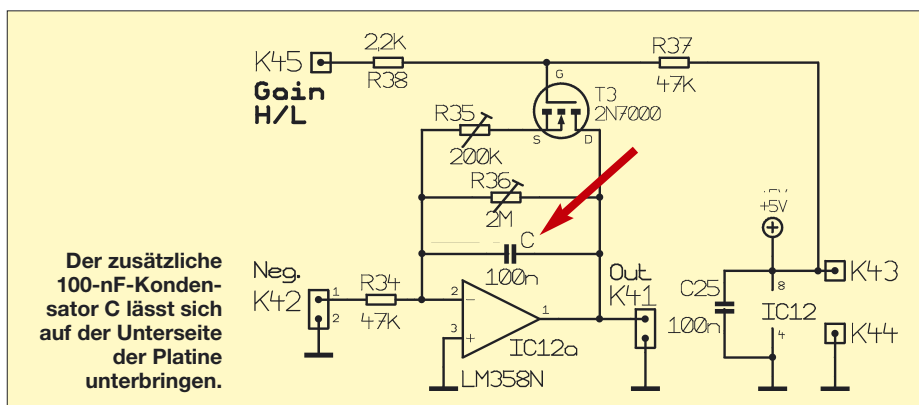 K45
Gain
H/L
2,2K
R38
R37
47K
G
T3
2N7000
S
D
R35
200k
R36
2M
C
100n
Der zusätzliche
100-nF-Konden-
sator C lässt sich
auf der Unterseite
der Platine
unterbringen.
Neg.
K42
1
2
R34
47K
2
3
1
IC12a
LM358N
Out
K41
+5V
C25
100n
8
IC12
4
K43
K44